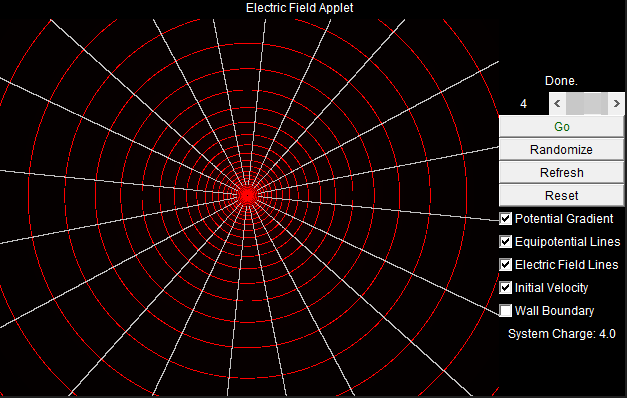 Electric Field Applet
Done.
4
Go
Randomize
Refresh
Reset
Potential Gradient
Equipotential Lines
Electric Field Lines
Initial Velocity
Wall Boundary
System Charge: 4.0